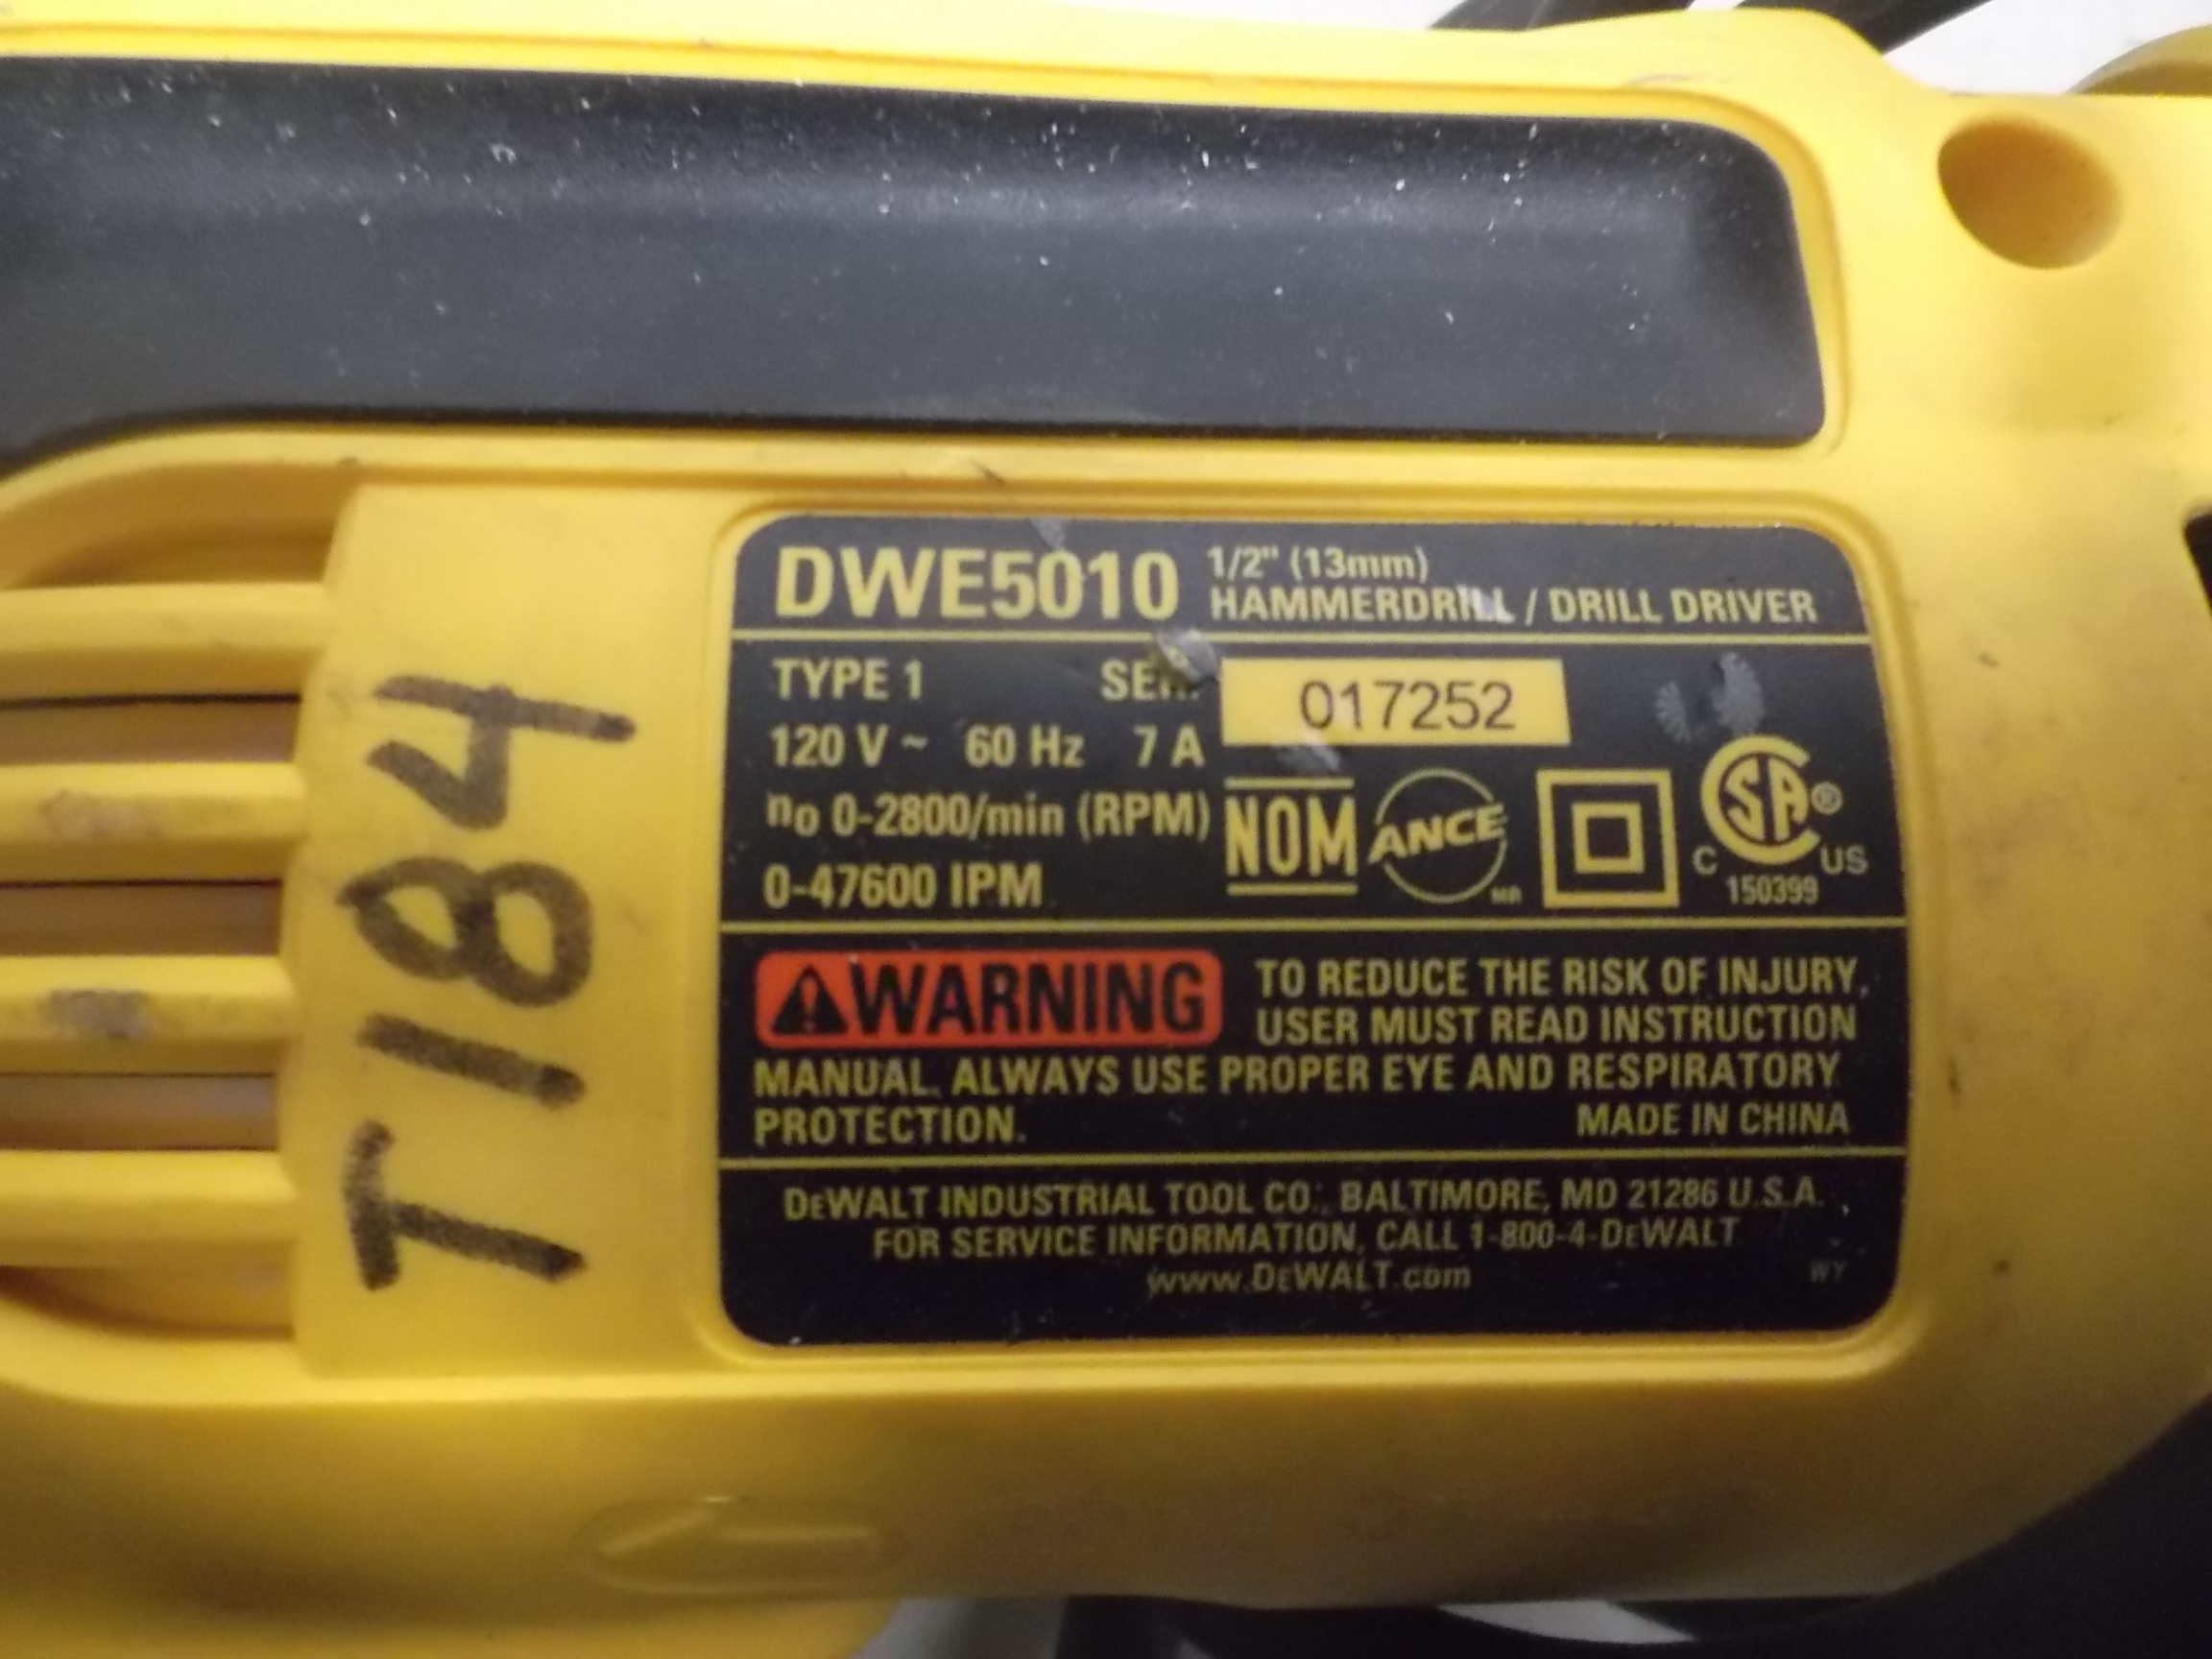 T184
DWE5010 1/2" (13mm)
HAMMERDRILL / DRILL DRIVER
TYPE 1 SER. 017252
120 V ~ 60 Hz 7 A
no 0-2800/min (RPM)
0-47600 IPM
NOM ANCE MR
CSA® C US
150399
WARNING TO REDUCE THE RISK OF INJURY,
USER MUST READ INSTRUCTION
MANUAL. ALWAYS USE PROPER EYE AND RESPIRATORY
PROTECTION. MADE IN CHINA
DEWALT INDUSTRIAL TOOL CO., BALTIMORE, MD 21286 U.S.A.
FOR SERVICE INFORMATION, CALL 1-800-4-DEWALT
www.DEWALT.com WY